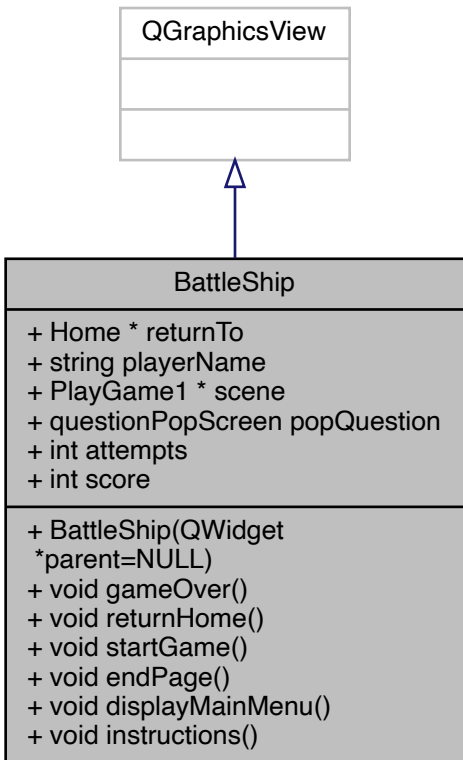 QGraphicsView
BattleShip
+ Home * returnTo
+ string playerName
+ PlayGame1 * scene
+ questionPopScreen popQuestion
+ int attempts
+ int score
+ BattleShip(QWidget
*parent=NULL)
+ void gameOver()
+ void returnHome()
+ void startGame()
+ void endPage()
+ void displayMainMenu()
+ void instructions()